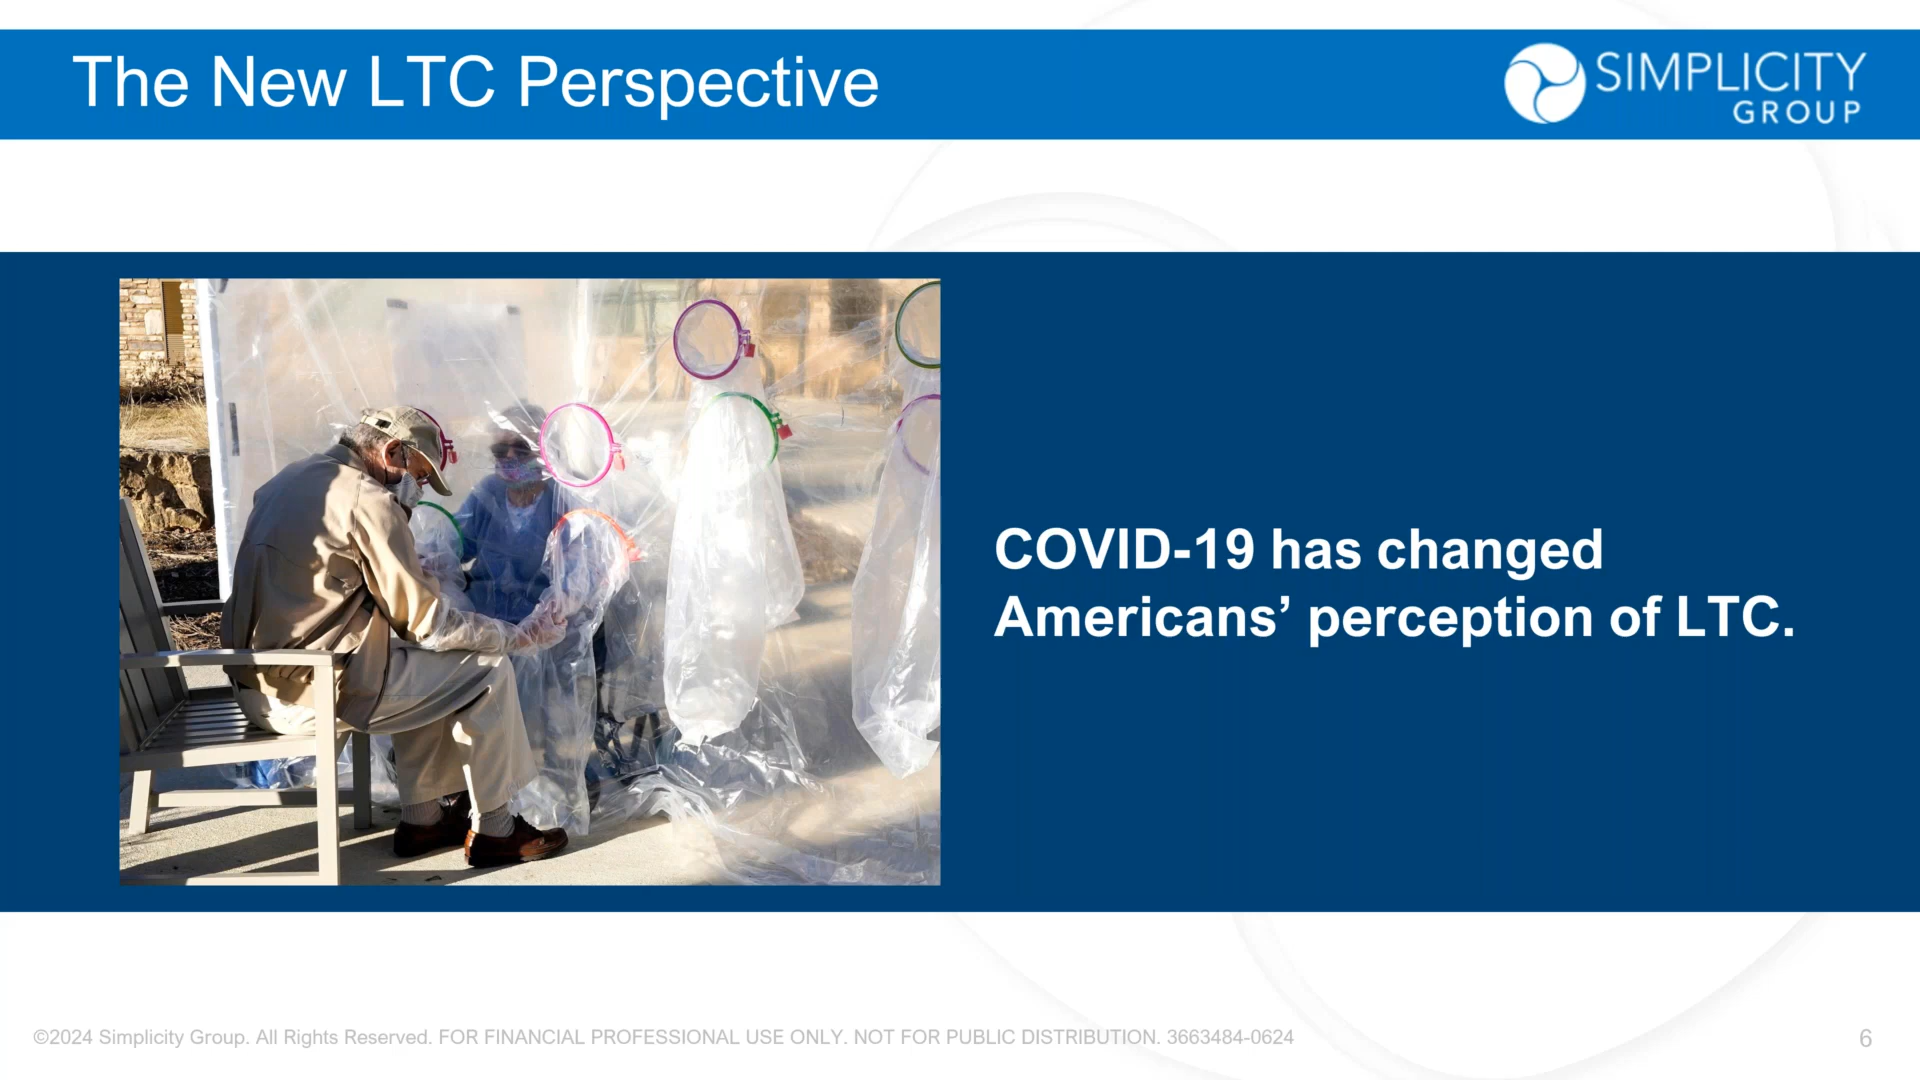 The New LTC Perspective
SIMPLICITY
GROUP
COVID-19 has changed
Americans’ perception of LTC.
©2024 Simplicity Group. All Rights Reserved. FOR FINANCIAL PROFESSIONAL USE ONLY. NOT FOR PUBLIC DISTRIBUTION. 3663484-0624
6